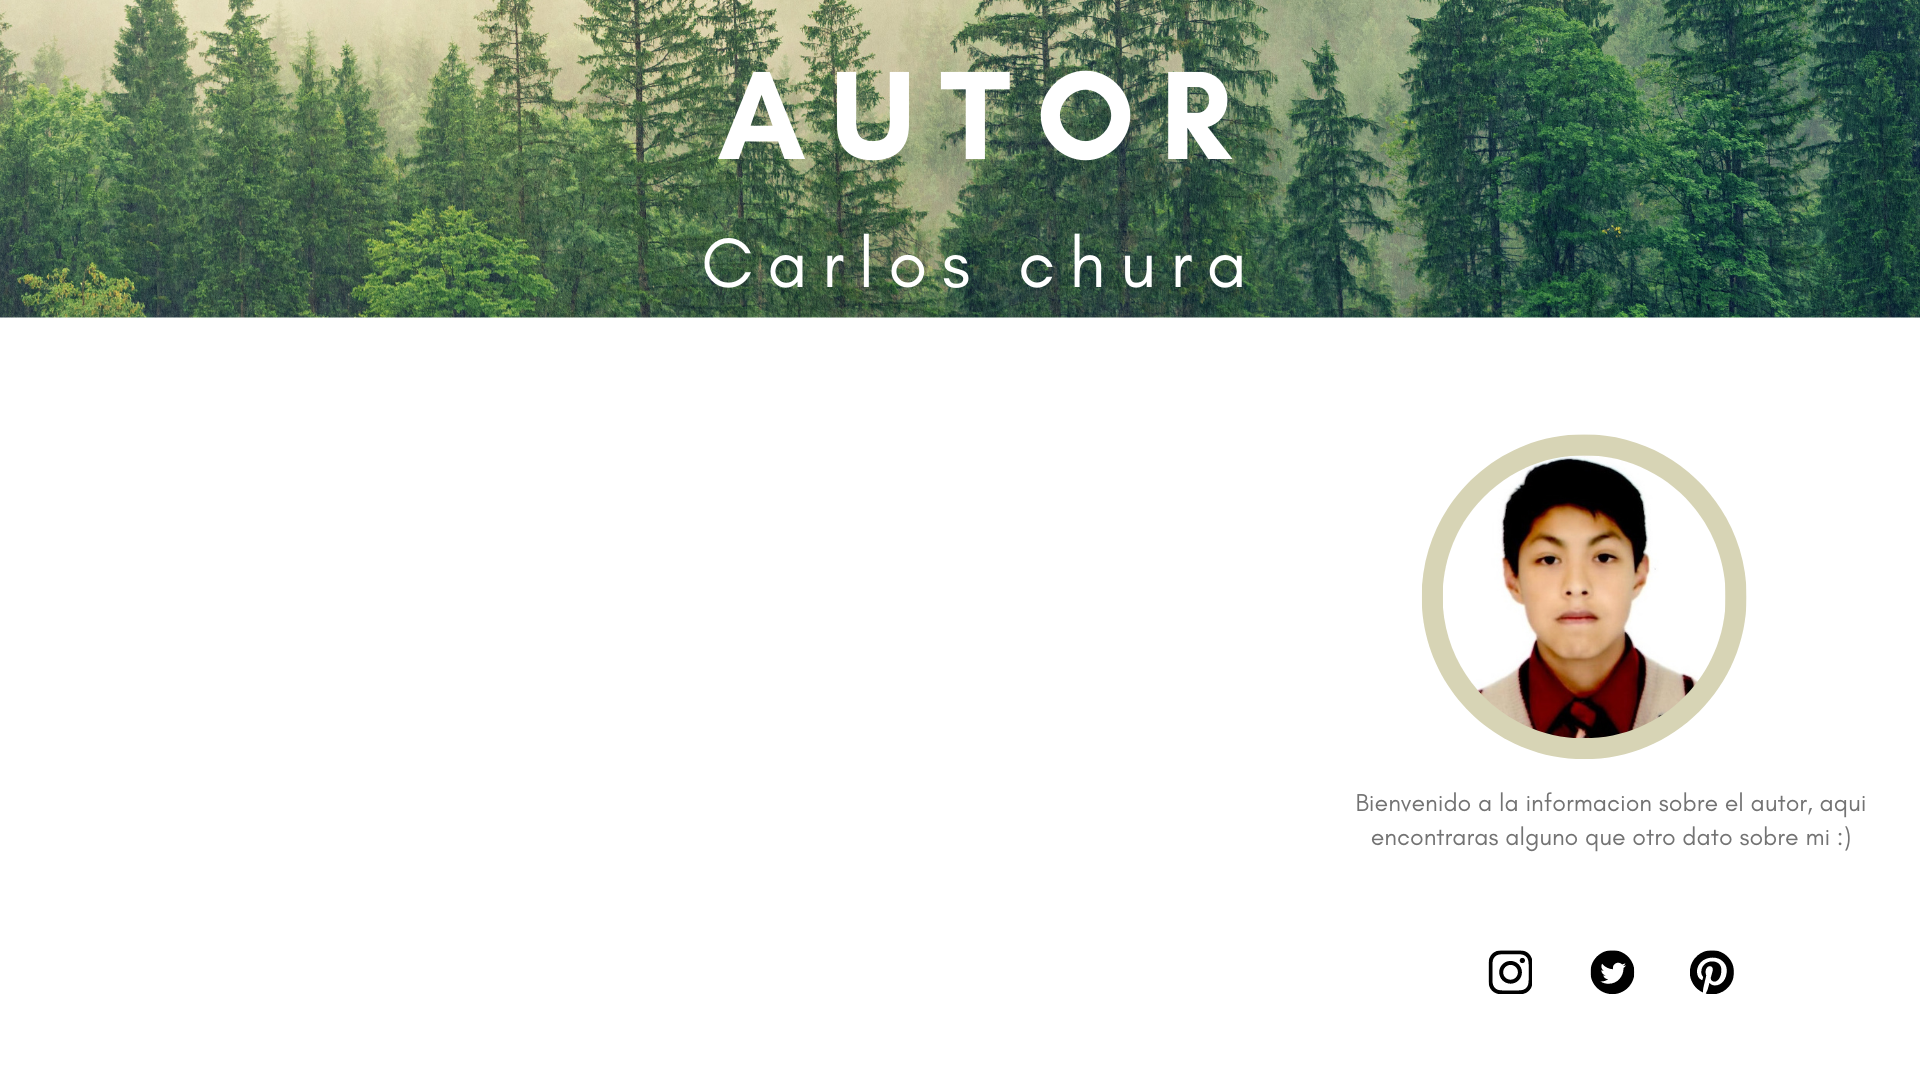 AUTOR
Carlos chura
Bienvenido a la informacion sobre el autor, aqui
encontraras alguno que otro dato sobre mi :)